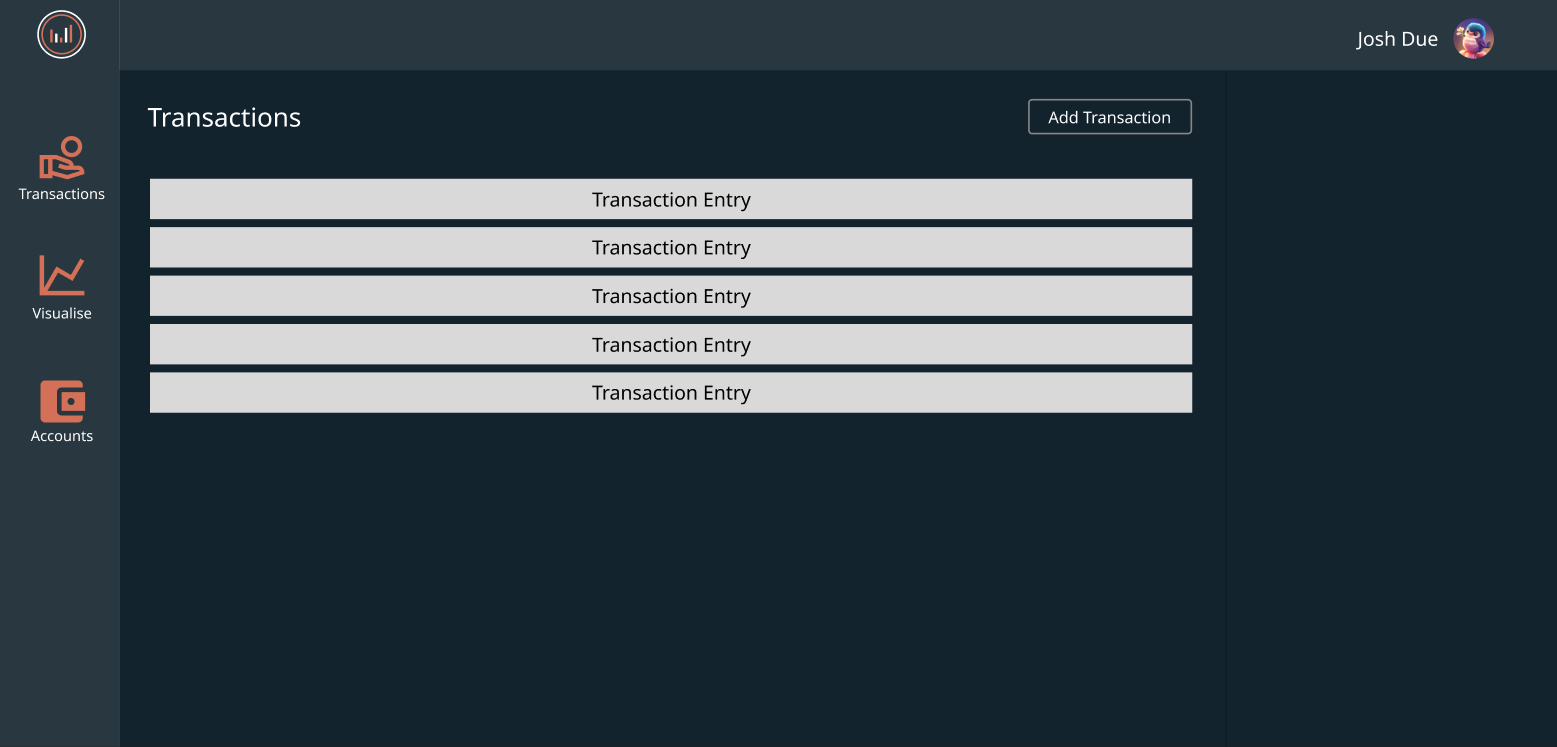 Josh Due
Transactions
Add Transaction
Transactions
Visualise
Accounts
Transaction Entry
Transaction Entry
Transaction Entry
Transaction Entry
Transaction Entry